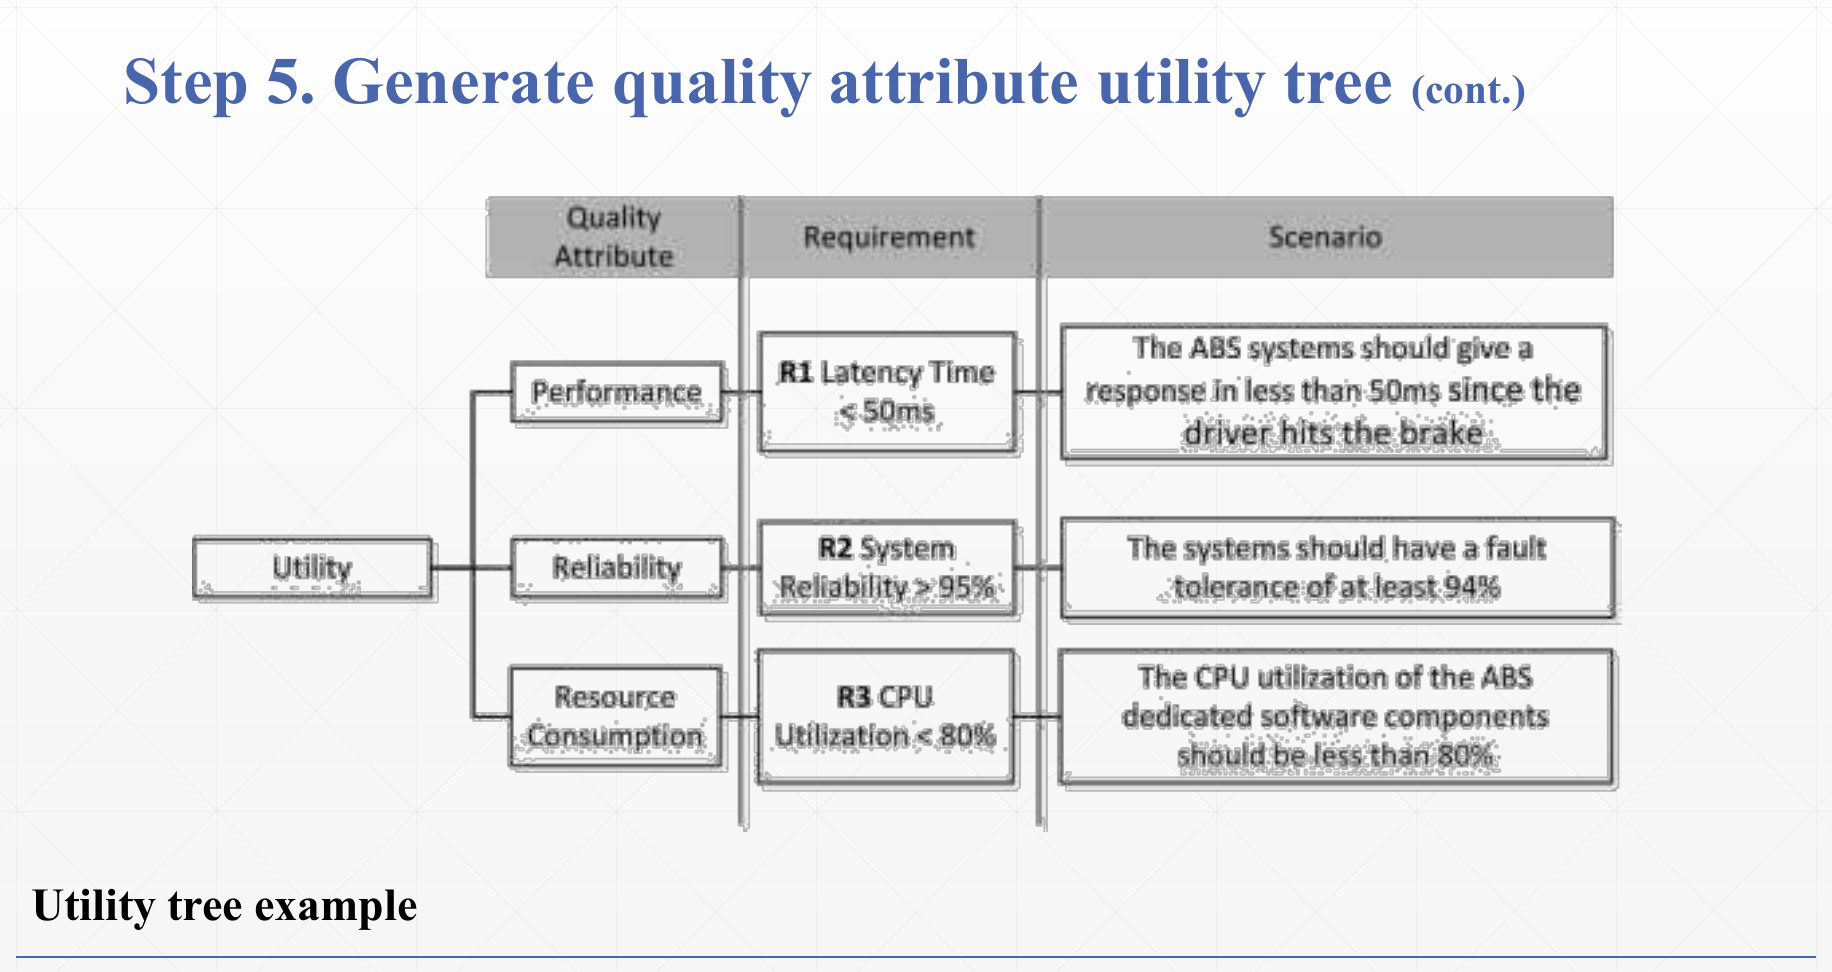 Step 5. Generate quality attribute utility tree (cont.)
Quality
Attribute
Requirement
Scenario
Performance
R1 Latency Time
< 50ms
The ABS systems should give a
response in less than 50ms since the
driver hits the brake
Utility
Reliability
R2 System
Reliability > 95%
The systems should have a fault
tolerance of at least 94%
Resource
Consumption
R3 CPU
Utilization < 80%
The CPU utilization of the ABS
dedicated software components
should be less than 80%
Utility tree example